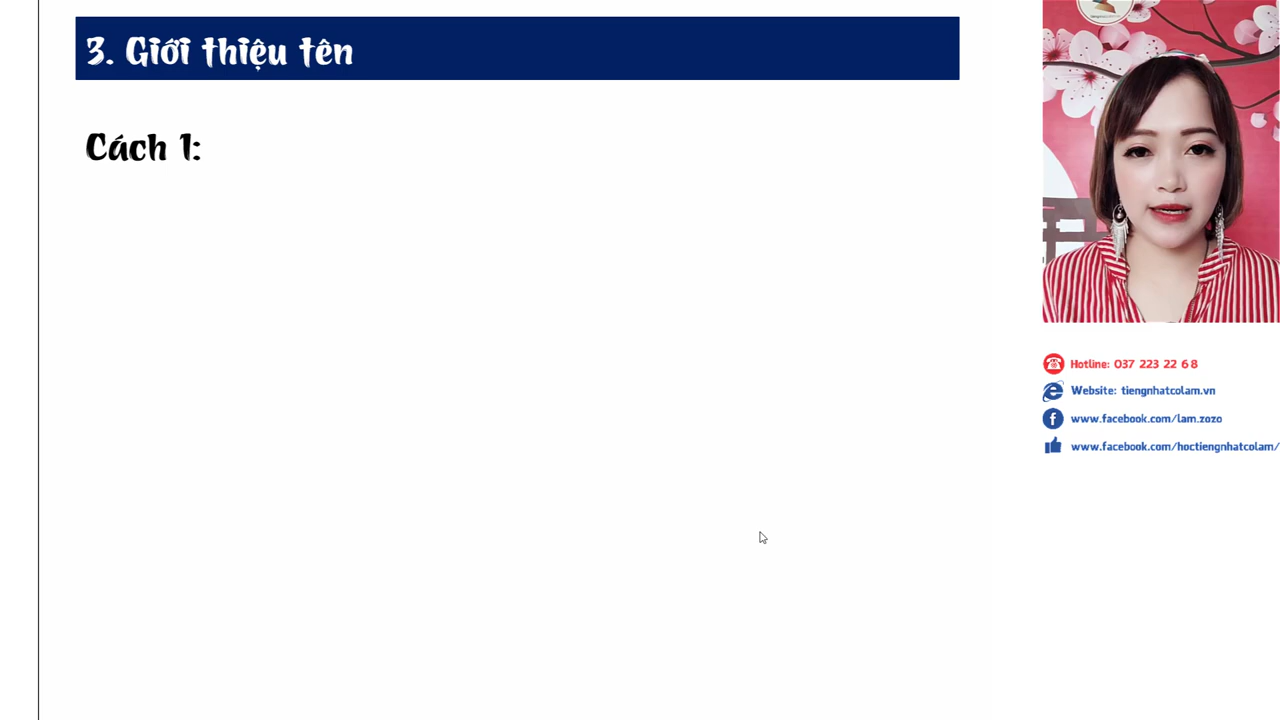 3. Giới thiệu tên
Cách 1:
Hotline: 037 223 22 68
Website: tiengnhatcolam.vn
www.facebook.com/lam.zozo
www.facebook.com/hoctiengnhatcolam/